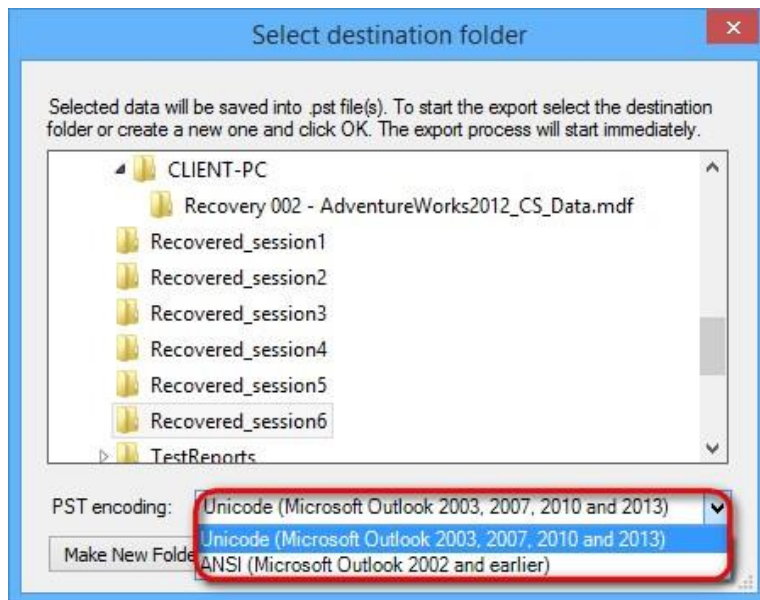 Select destination folder
Selected data will be saved into .pst file(s). To start the export select the destination
folder or create a new one and click OK. The export process will start immediately.
CLIENT-PC
Recovery 002 - AdventureWorks2012_CS_Data.mdf
Recovered_session1
Recovered_session2
Recovered_session3
Recovered_session4
Recovered_session5
Recovered_session6
TestReports
PST encoding: Unicode (Microsoft Outlook 2003, 2007, 2010 and 2013)
Unicode (Microsoft Outlook 2003, 2007, 2010 and 2013)
Make New Folde
ANSI (Microsoft Outlook 2002 and earlier)